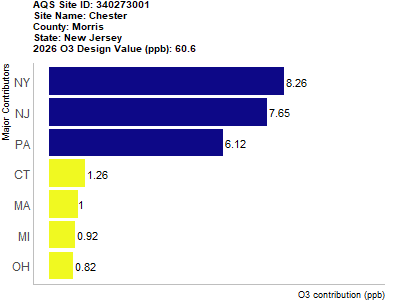 AQS Site ID: 340273001
Site Name: Chester
County: Morris
State: New Jersey
2026 O3 Design Value (ppb): 60.6
Major Contributors
NY 8.26
NJ 7.65
PA 6.12
CT 1.26
MA 1
MI 0.92
OH 0.82
O3 contribution (ppb)